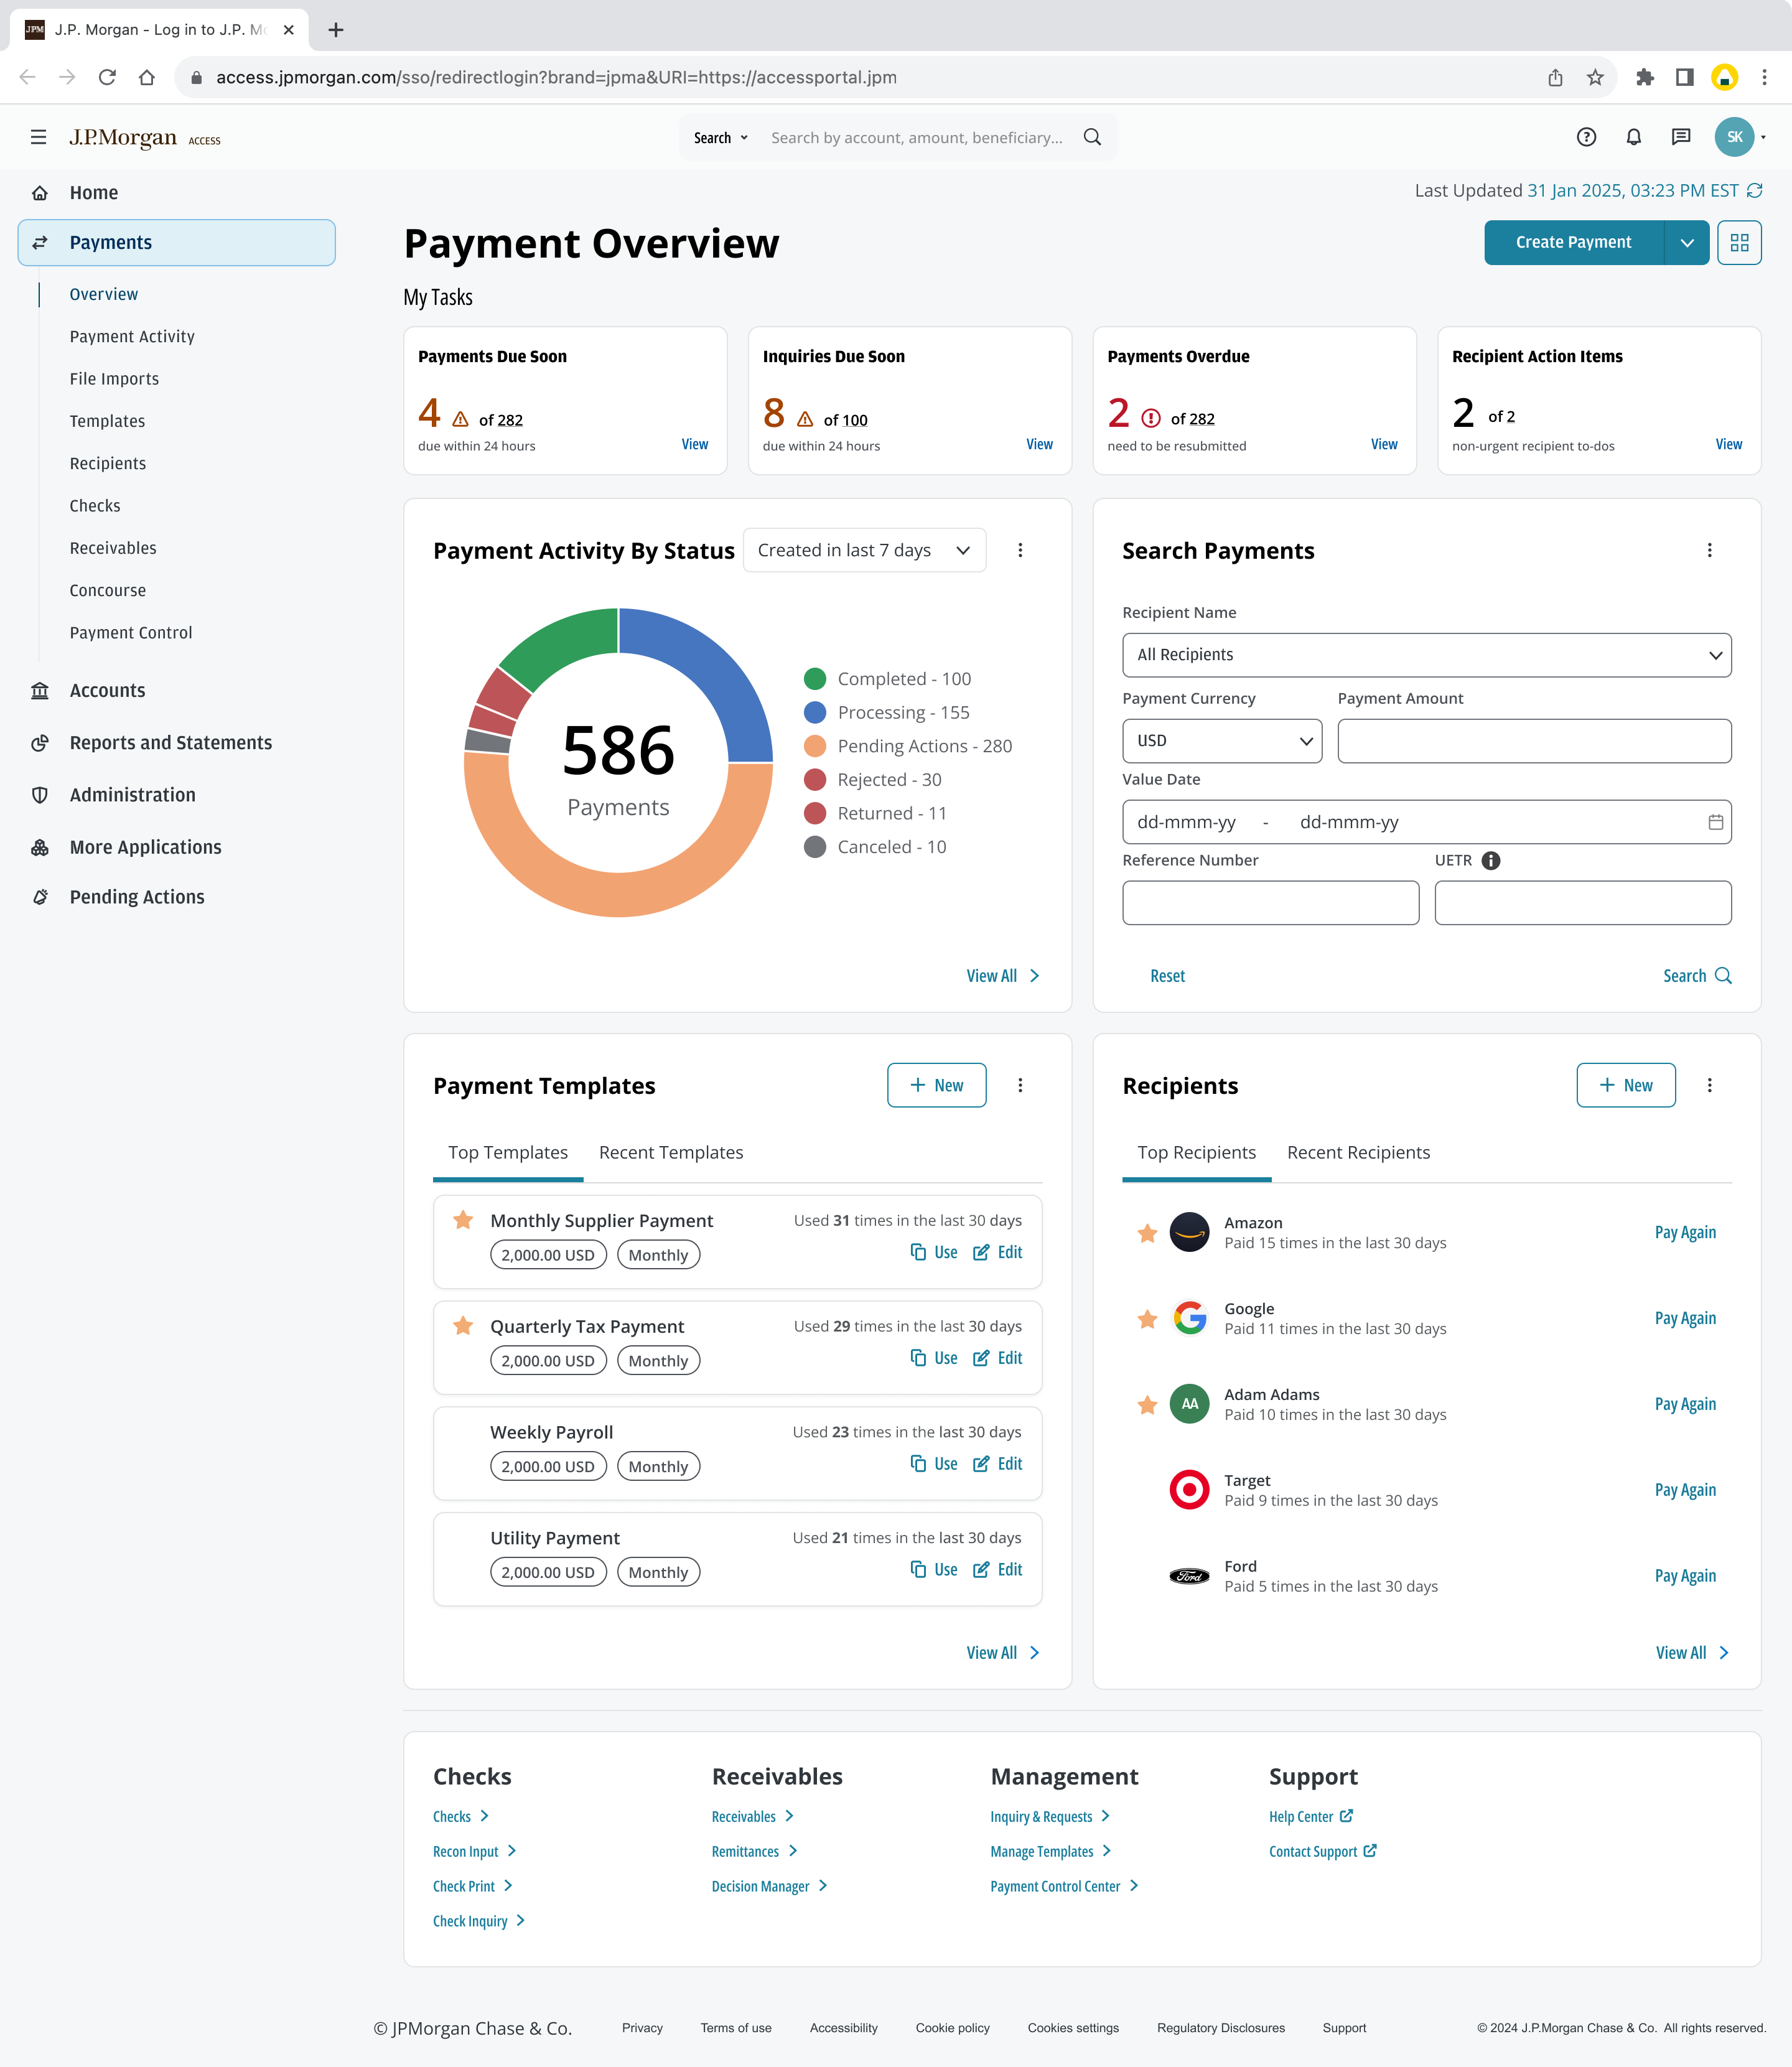 JPM J.P. Morgan - Log in to J.P. Mo
access.jpmorgan.com/sso/redirectlogin?brand=jpma&URI=https://accessportal.jpm
J.P.Morgan ACCESS
Search
Search by account, amount, beneficiary...
SK
Home
Payments
Overview
Payment Activity
File Imports
Templates
Recipients
Checks
Receivables
Concourse
Payment Control
Accounts
Reports and Statements
Administration
More Applications
Pending Actions
Last Updated 31 Jan 2025, 03:23 PM EST
Payment Overview
Create Payment
My Tasks
Payments Due Soon
4 of 282
due within 24 hours
View
Inquiries Due Soon
8 of 100
due within 24 hours
View
Payments Overdue
2 of 282
need to be resubmitted
View
Recipient Action Items
2 of 2
non-urgent recipient to-dos
View
Payment Activity By Status
Created in last 7 days
586
Payments
Completed - 100
Processing - 155
Pending Actions - 280
Rejected - 30
Returned - 11
Canceled - 10
View All
Search Payments
Recipient Name
All Recipients
Payment Currency
Payment Amount
USD
Value Date
dd-mmm-yy - dd-mmm-yy
Reference Number
UETR
Reset
Search
Payment Templates
New
Top Templates
Recent Templates
Monthly Supplier Payment
Used 31 times in the last 30 days
2,000.00 USD
Monthly
Use
Edit
Quarterly Tax Payment
Used 29 times in the last 30 days
2,000.00 USD
Monthly
Use
Edit
Weekly Payroll
Used 23 times in the last 30 days
2,000.00 USD
Monthly
Use
Edit
Utility Payment
Used 21 times in the last 30 days
2,000.00 USD
Monthly
Use
Edit
View All
Recipients
New
Top Recipients
Recent Recipients
Amazon
Paid 15 times in the last 30 days
Pay Again
Google
Paid 11 times in the last 30 days
Pay Again
AA
Adam Adams
Paid 10 times in the last 30 days
Pay Again
Target
Paid 9 times in the last 30 days
Pay Again
Ford
Ford
Paid 5 times in the last 30 days
Pay Again
View All
Checks
Checks
Recon Input
Check Print
Check Inquiry
Receivables
Receivables
Remittances
Decision Manager
Management
Inquiry & Requests
Manage Templates
Payment Control Center
Support
Help Center
Contact Support
© JPMorgan Chase & Co.
Privacy
Terms of use
Accessibility
Cookie policy
Cookies settings
Regulatory Disclosures
Support
© 2024 J.P.Morgan Chase & Co. All rights reserved.